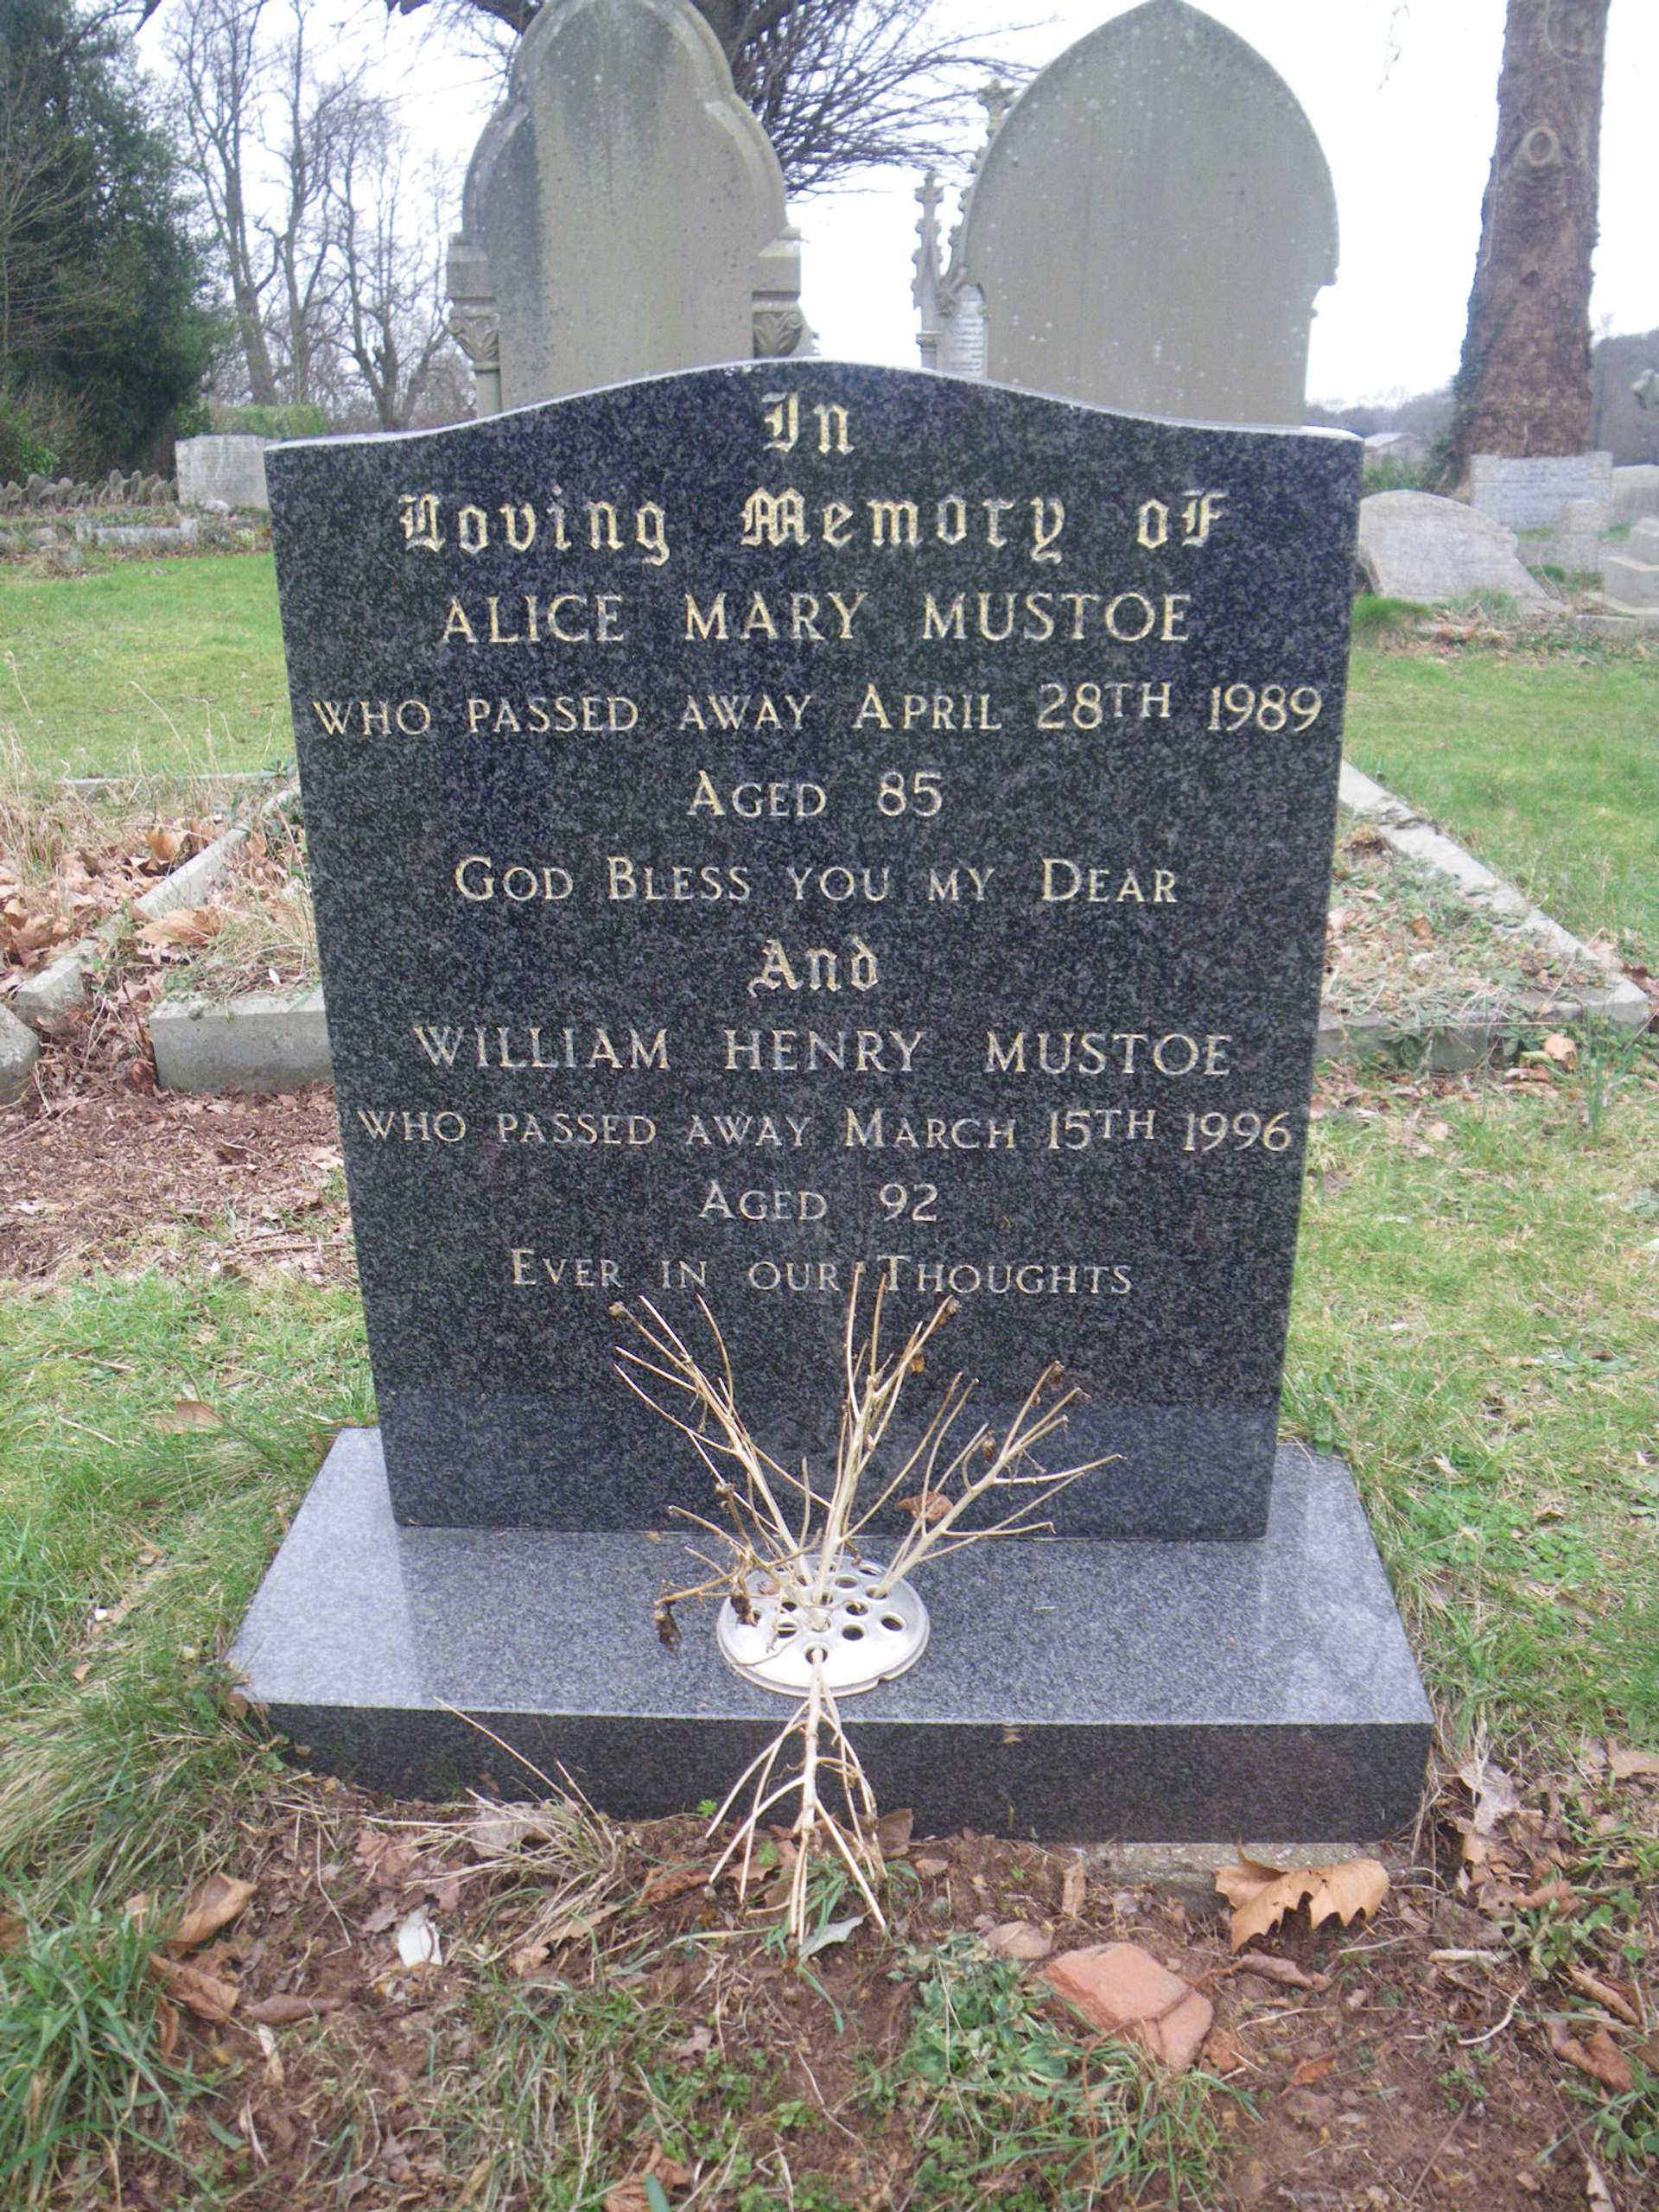 In
Loving Memory of
ALICE MARY MUSTOE
WHO PASSED AWAY APRIL 28TH 1989
AGED 85
GOD BLESS YOU MY DEAR
And
WILLIAM HENRY MUSTOE
WHO PASSED AWAY MARCH 15TH 1996
AGED 92
EVER IN OUR THOUGHTS